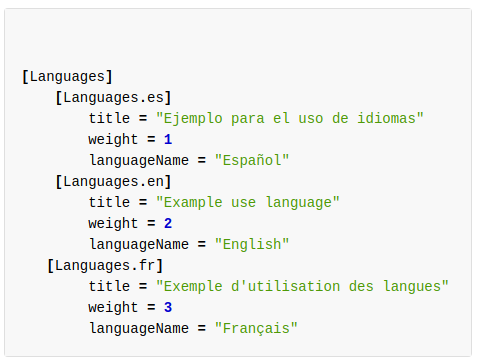 [Languages]
    [Languages.es]
        title = "Ejemplo para el uso de idiomas"
        weight = 1
        languageName = "Español"
    [Languages.en]
        title = "Example use language"
        weight = 2
        languageName = "English"
   [Languages.fr]
        title = "Exemple d'utilisation des langues"
        weight = 3
        languageName = "Français"